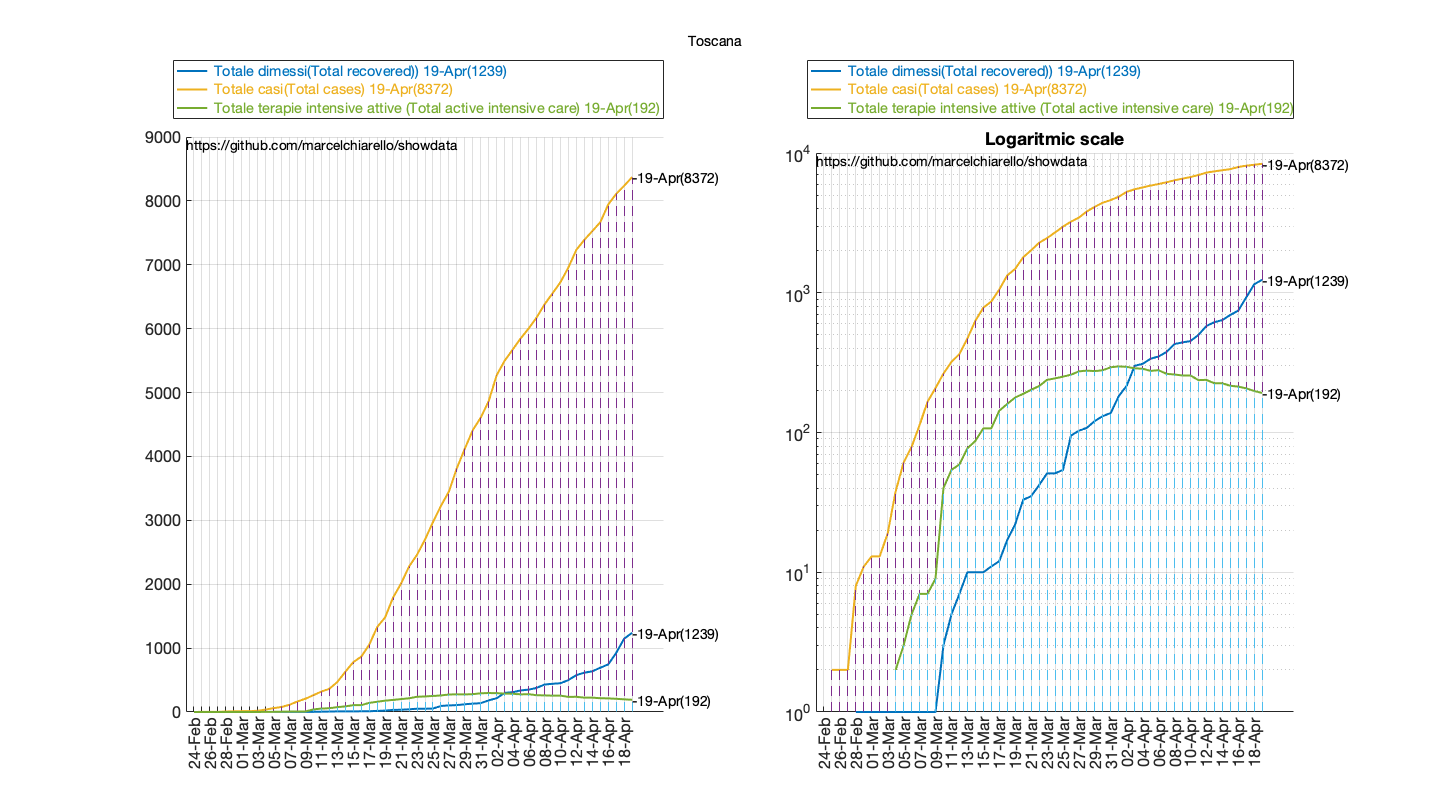 Toscana
Totale dimessi(Total recovered)) 19-Apr(1239)
Totale casi(Total cases) 19-Apr(8372)
Totale terapie intensive attive (Total active intensive care) 19-Apr(192)
https://github.com/marcelchiarello/showdata
9000
8000
7000
6000
5000
4000
3000
2000
1000
0
19-Apr(8372)
19-Apr(1239)
19-Apr(192)
24-Feb
26-Feb
28-Feb
01-Mar
03-Mar
05-Mar
07-Mar
09-Mar
11-Mar
13-Mar
15-Mar
17-Mar
19-Mar
21-Mar
23-Mar
25-Mar
27-Mar
29-Mar
31-Mar
02-Apr
04-Apr
06-Apr
08-Apr
10-Apr
12-Apr
14-Apr
16-Apr
18-Apr
Totale dimessi(Total recovered)) 19-Apr(1239)
Totale casi(Total cases) 19-Apr(8372)
Totale terapie intensive attive (Total active intensive care) 19-Apr(192)
Logaritmic scale
https://github.com/marcelchiarello/showdata
10^4
10^3
10^2
10^1
10^0
19-Apr(8372)
19-Apr(1239)
19-Apr(192)
24-Feb
26-Feb
28-Feb
01-Mar
03-Mar
05-Mar
07-Mar
09-Mar
11-Mar
13-Mar
15-Mar
17-Mar
19-Mar
21-Mar
23-Mar
25-Mar
27-Mar
29-Mar
31-Mar
02-Apr
04-Apr
06-Apr
08-Apr
10-Apr
12-Apr
14-Apr
16-Apr
18-Apr